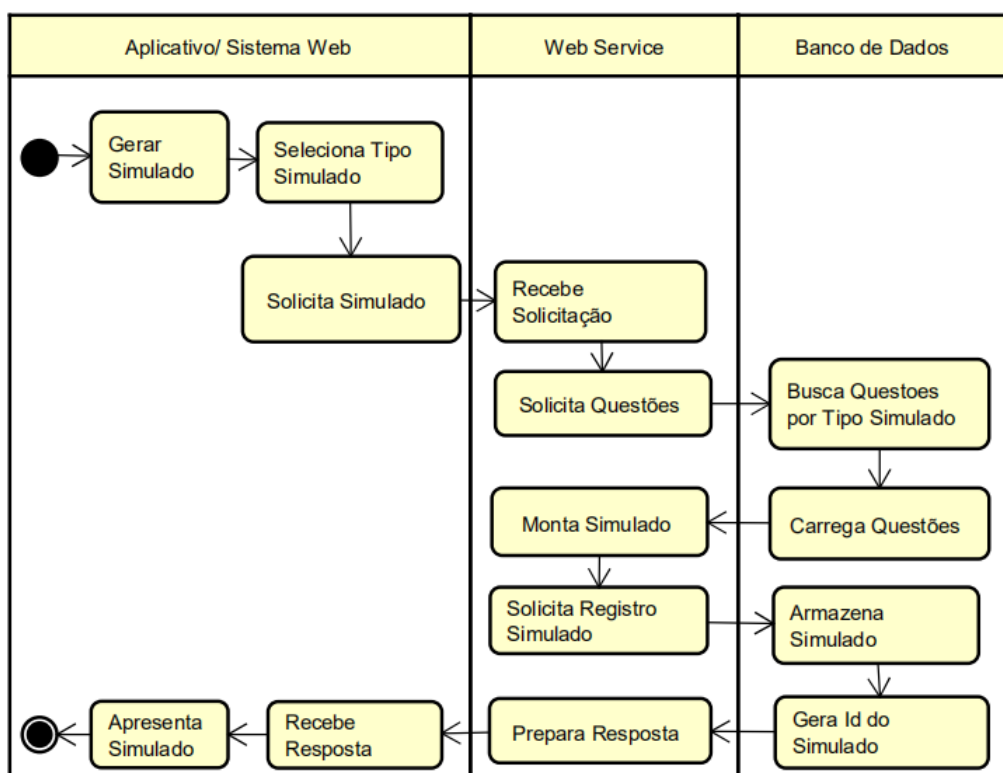 Aplicativo/ Sistema Web
Web Service
Banco de Dados
Gerar
Simulado
Seleciona Tipo
Simulado
Solicita Simulado
Recebe
Solicitação
Solicita Questões
Busca Questoes
por Tipo Simulado
Carrega Questões
Monta Simulado
Solicita Registro
Simulado
Armazena
Simulado
Gera Id do
Simulado
Prepara Resposta
Recebe
Resposta
Apresenta
Simulado